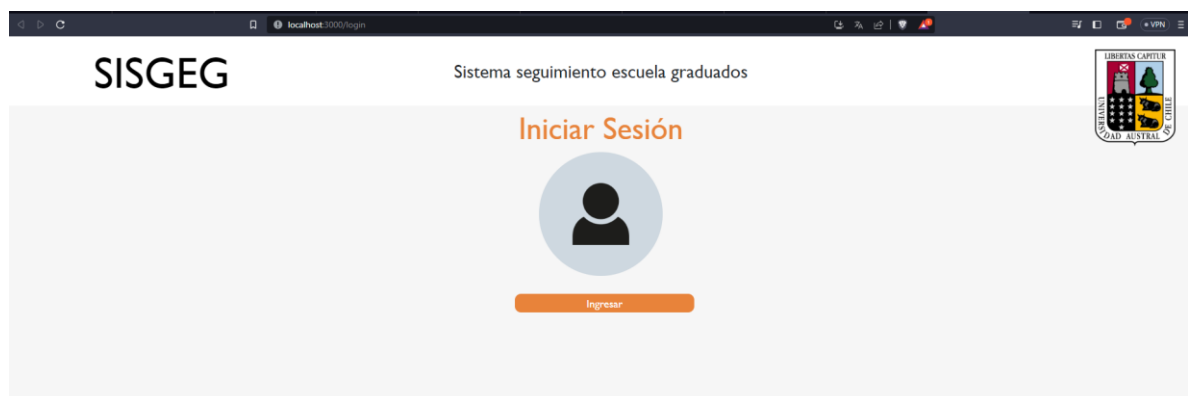 localhost:3000/login
VPN
SISGEG
Sistema seguimiento escuela graduados
LIBERTAS CAPITUR
UNIVERSIDAD AUSTRAL DE CHILE
Iniciar Sesión
Ingresar